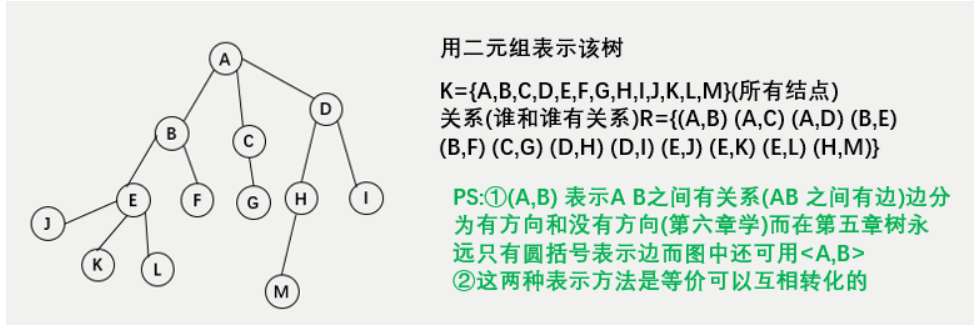 A
用二元组表示该树
K={A,B,C,D,E,F,G,H,I,J,K,L,M}(所有结点)
关系(谁和谁有关系)R={(A,B) (A,C) (A,D) (B,E)
(B,F) (C,G) (D,H) (D,I) (E,J) (E,K) (E,L) (H,M)}
D
B
C
E
F
G
H
I
J
K
L
M
PS:①(A,B) 表示A B之间有关系(AB 之间有边)边分
为有方向和没有方向(第六章学)而在第五章树永
远只有圆括号表示边而图中还可用<A,B>
②这两种表示方法是等价可以互相转化的